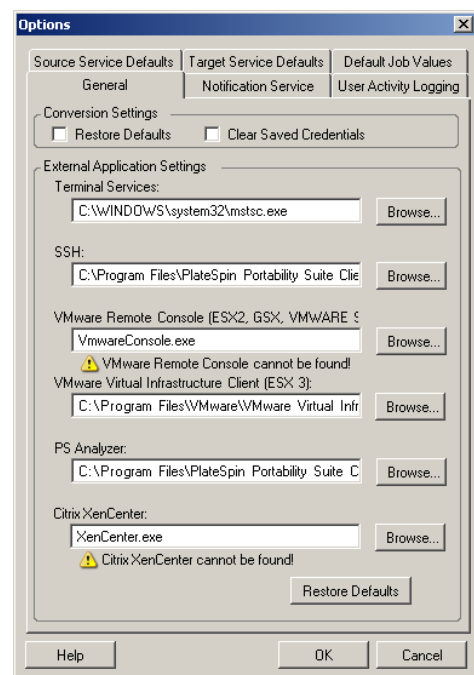 Options
Source Service Defaults Target Service Defaults Default Job Values
General Notification Service User Activity Logging
Conversion Settings
Restore Defaults Clear Saved Credentials
External Application Settings
Terminal Services:
C:\WINDOWS\system32\mstsc.exe Browse...
SSH:
C:\Program Files\PlateSpin Portability Suite Clie Browse...
VMware Remote Console (ESX2, GSX, VMWARE S
VmwareConsole.exe Browse...
VMware Remote Console cannot be found!
VMware Virtual Infrastructure Client (ESX 3):
C:\Program Files\VMware\VMware Virtual Infr Browse...
PS Analyzer:
C:\Program Files\PlateSpin Portability Suite C Browse...
Citrix XenCenter:
XenCenter.exe Browse...
Citrix XenCenter cannot be found!
Restore Defaults
Help OK Cancel